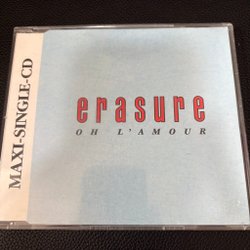 MAXI-SINGLE-CD
erasure
OH L'AMOUR